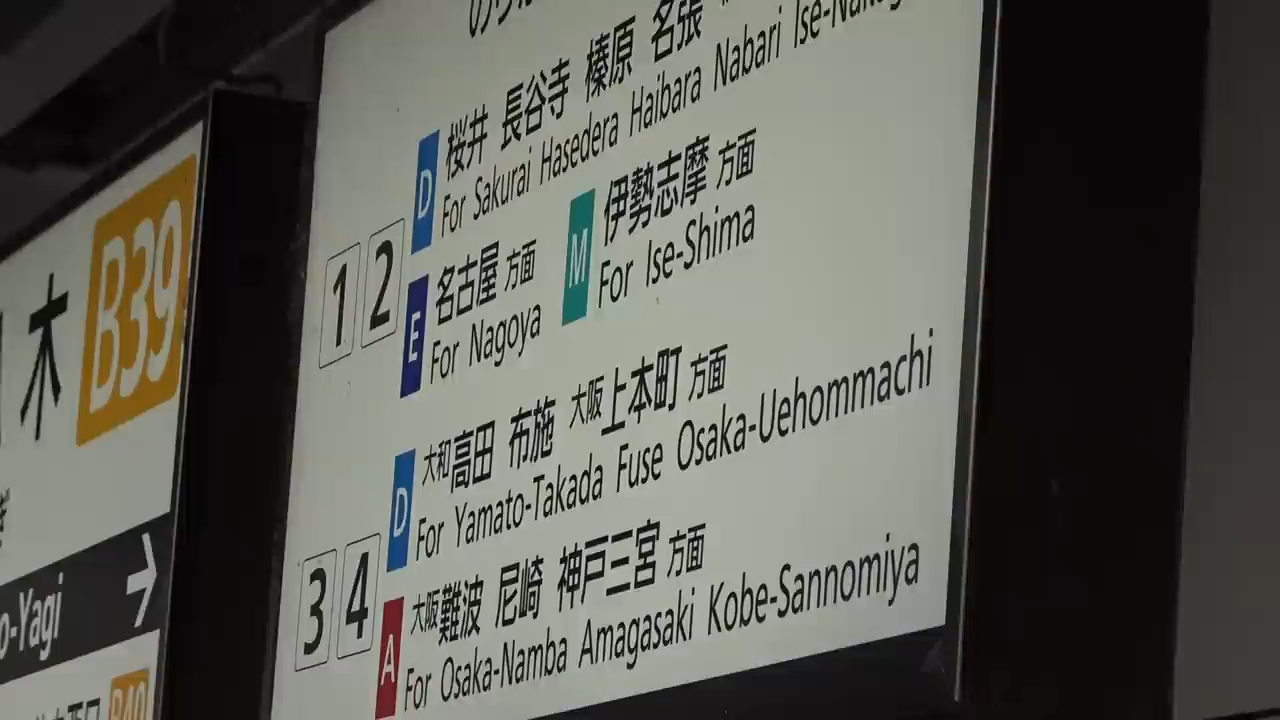 木 B39
o-Yagi →
B40
D 桜井 長谷寺 榛原 名張
For Sakurai Hasedera Haibara Nabari
1 2
M 伊勢志摩 方面
For Ise-Shima
E 名古屋 方面
For Nagoya
3 4
D 大和高田 布施 大阪上本町 方面
For Yamato-Takada Fuse Osaka-Uehommachi
A 大阪難波 尼崎 神戸三宮 方面
For Osaka-Namba Amagasaki Kobe-Sannomiya